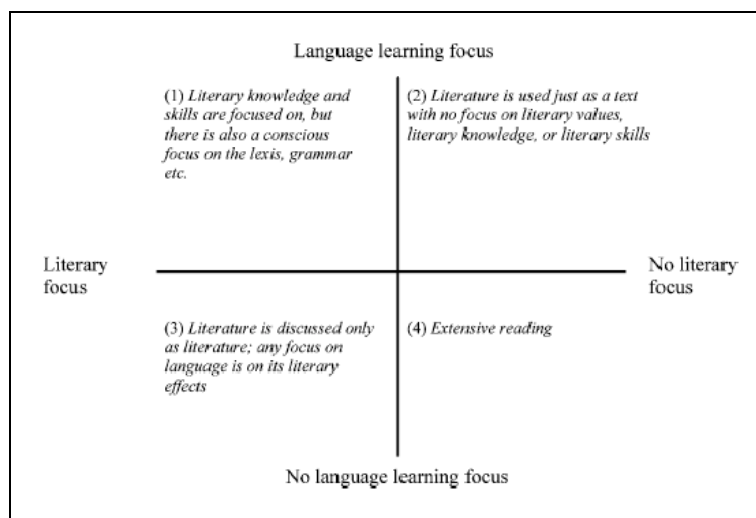 Language learning focus
(1) Literary knowledge and
skills are focused on, but
there is also a conscious
focus on the lexis, grammar
etc.
(2) Literature is used just as a text
with no focus on literary values,
literary knowledge, or literary skills
Literary
focus
No literary
focus
(3) Literature is discussed only
as literature; any focus on
language is on its literary
effects
(4) Extensive reading
No language learning focus